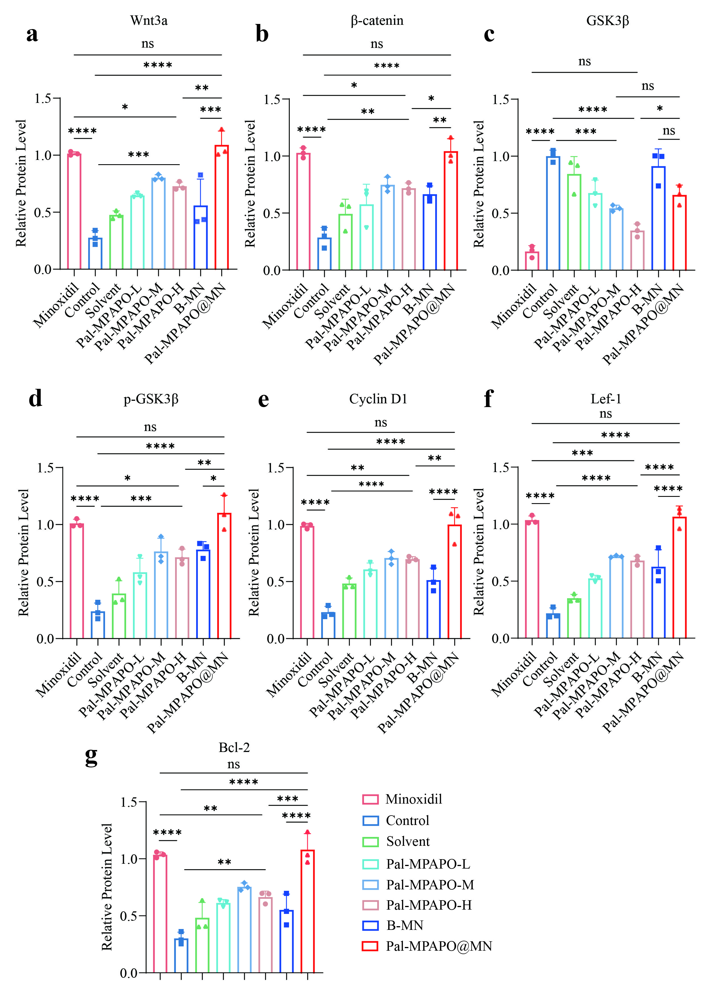 a
Wnt3a
ns
****
**
*
***
****
***
1.5
1.0
0.5
0.0
Relative Protein Level
Minoxidil
Control
Solvent
Pal-MPAPO-L
Pal-MPAPO-M
Pal-MPAPO-H
B-MN
Pal-MPAPO@MN
b
β-catenin
ns
****
*
*
**
**
****
1.5
1.0
0.5
0.0
Relative Protein Level
Minoxidil
Control
Solvent
Pal-MPAPO-L
Pal-MPAPO-M
Pal-MPAPO-H
B-MN
Pal-MPAPO@MN
c
GSK3β
ns
ns
****
*
****
***
ns
1.5
1.0
0.5
0.0
Relative Protein Level
Minoxidil
Control
Solvent
Pal-MPAPO-L
Pal-MPAPO-M
Pal-MPAPO-H
B-MN
Pal-MPAPO@MN
d
p-GSK3β
ns
****
**
*
*
****
***
1.5
1.0
0.5
0.0
Relative Protein Level
Minoxidil
Control
Solvent
Pal-MPAPO-L
Pal-MPAPO-M
Pal-MPAPO-H
B-MN
Pal-MPAPO@MN
e
Cyclin D1
ns
****
**
**
****
****
****
1.5
1.0
0.5
0.0
Relative Protein Level
Minoxidil
Control
Solvent
Pal-MPAPO-L
Pal-MPAPO-M
Pal-MPAPO-H
B-MN
Pal-MPAPO@MN
f
Lef-1
ns
****
***
****
****
****
****
1.5
1.0
0.5
0.0
Relative Protein Level
Minoxidil
Control
Solvent
Pal-MPAPO-L
Pal-MPAPO-M
Pal-MPAPO-H
B-MN
Pal-MPAPO@MN
g
Bcl-2
ns
****
***
**
****
****
**
1.5
1.0
0.5
0.0
Relative Protein Level
Minoxidil
Control
Solvent
Pal-MPAPO-L
Pal-MPAPO-M
Pal-MPAPO-H
B-MN
Pal-MPAPO@MN